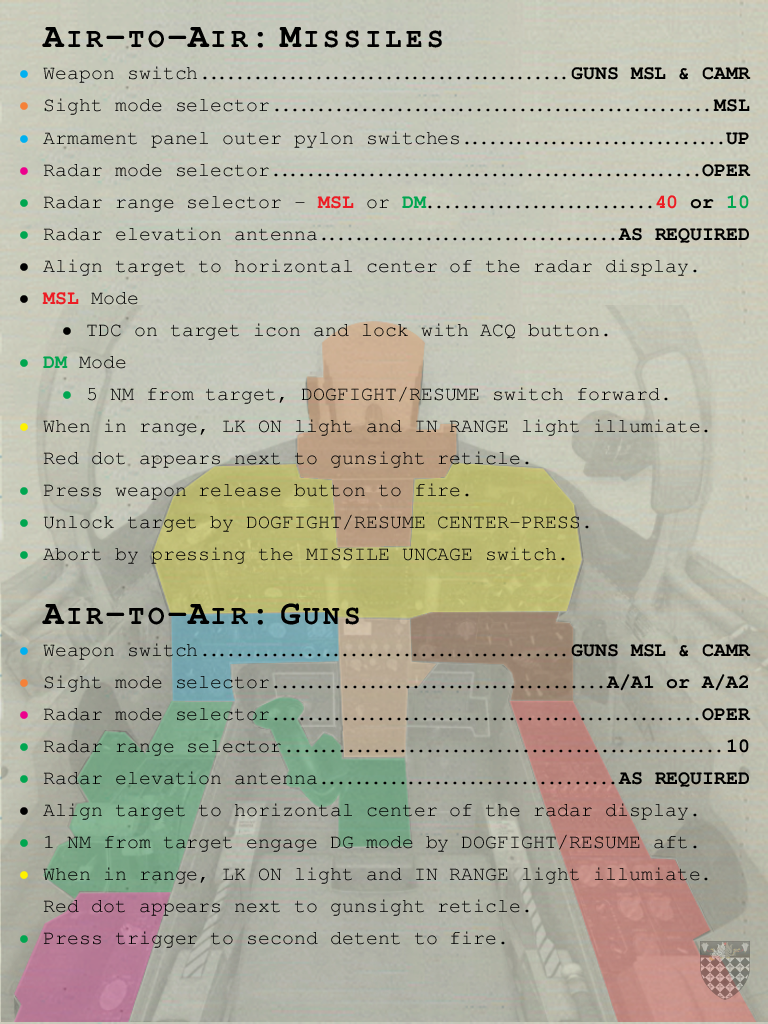 AIR-TO-AIR: MISSILES
• Weapon switch...............................GUNS MSL & CAMR
• Sight mode selector.....................................MSL
• Armament panel outer pylon switches......................UP
• Radar mode selector....................................OPER
• Radar range selector - MSL or DM...................40 or 10
• Radar elevation antenna.........................AS REQUIRED
• Align target to horizontal center of the radar display.
• MSL Mode
• TDC on target icon and lock with ACQ button.
• DM Mode
• 5 NM from target, DOGFIGHT/RESUME switch forward.
• When in range, LK ON light and IN RANGE light illumiate.
Red dot appears next to gunsight reticle.
• Press weapon release button to fire.
• Unlock target by DOGFIGHT/RESUME CENTER-PRESS.
• Abort by pressing the MISSILE UNCAGE switch.
AIR-TO-AIR: GUNS
• Weapon switch...............................GUNS MSL & CAMR
• Sight mode selector............................A/A1 or A/A2
• Radar mode selector....................................OPER
• Radar range selector.....................................10
• Radar elevation antenna.........................AS REQUIRED
• Align target to horizontal center of the radar display.
• 1 NM from target engage DG mode by DOGFIGHT/RESUME aft.
• When in range, LK ON light and IN RANGE light illumiate.
Red dot appears next to gunsight reticle.
• Press trigger to second detent to fire.